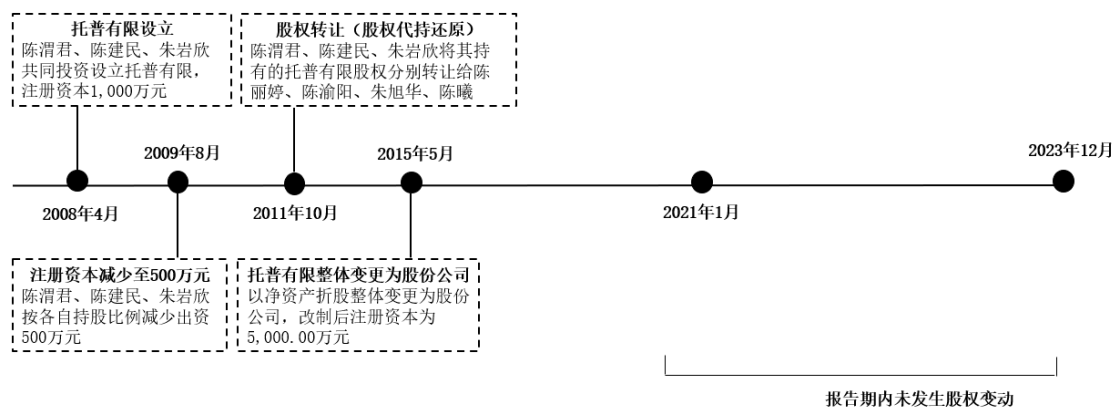 托普有限设立
陈渭君、陈建民、朱岩欣
共同投资设立托普有限，
注册资本1,000万元
股权转让（股权代持还原）
陈渭君、陈建民、朱岩欣将其持
有的托普有限股权分别转让给陈
丽婷、陈渝阳、朱旭华、陈曦
2009年8月
2015年5月
2023年12月
2008年4月
2011年10月
2021年1月
注册资本减少至500万元
陈渭君、陈建民、朱岩欣
按各自持股比例减少出资
500万元
托普有限整体变更为股份公司
以净资产折股整体变更为股份
公司，改制后注册资本为
5,000.00万元
报告期内未发生股权变动